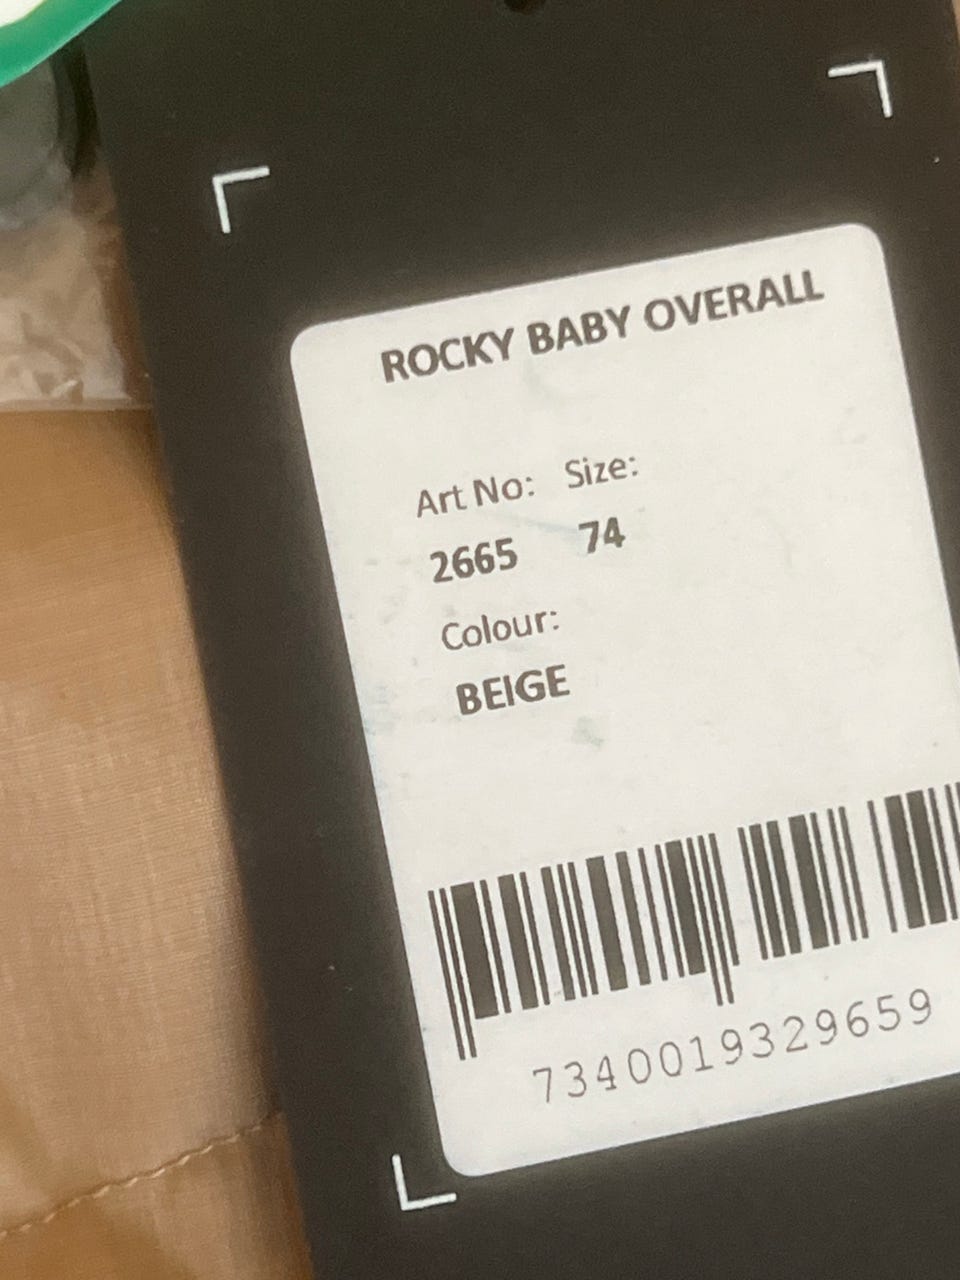 ROCKY BABY OVERALL
Art No: Size:
2665 74
Colour:
BEIGE
7340019329659